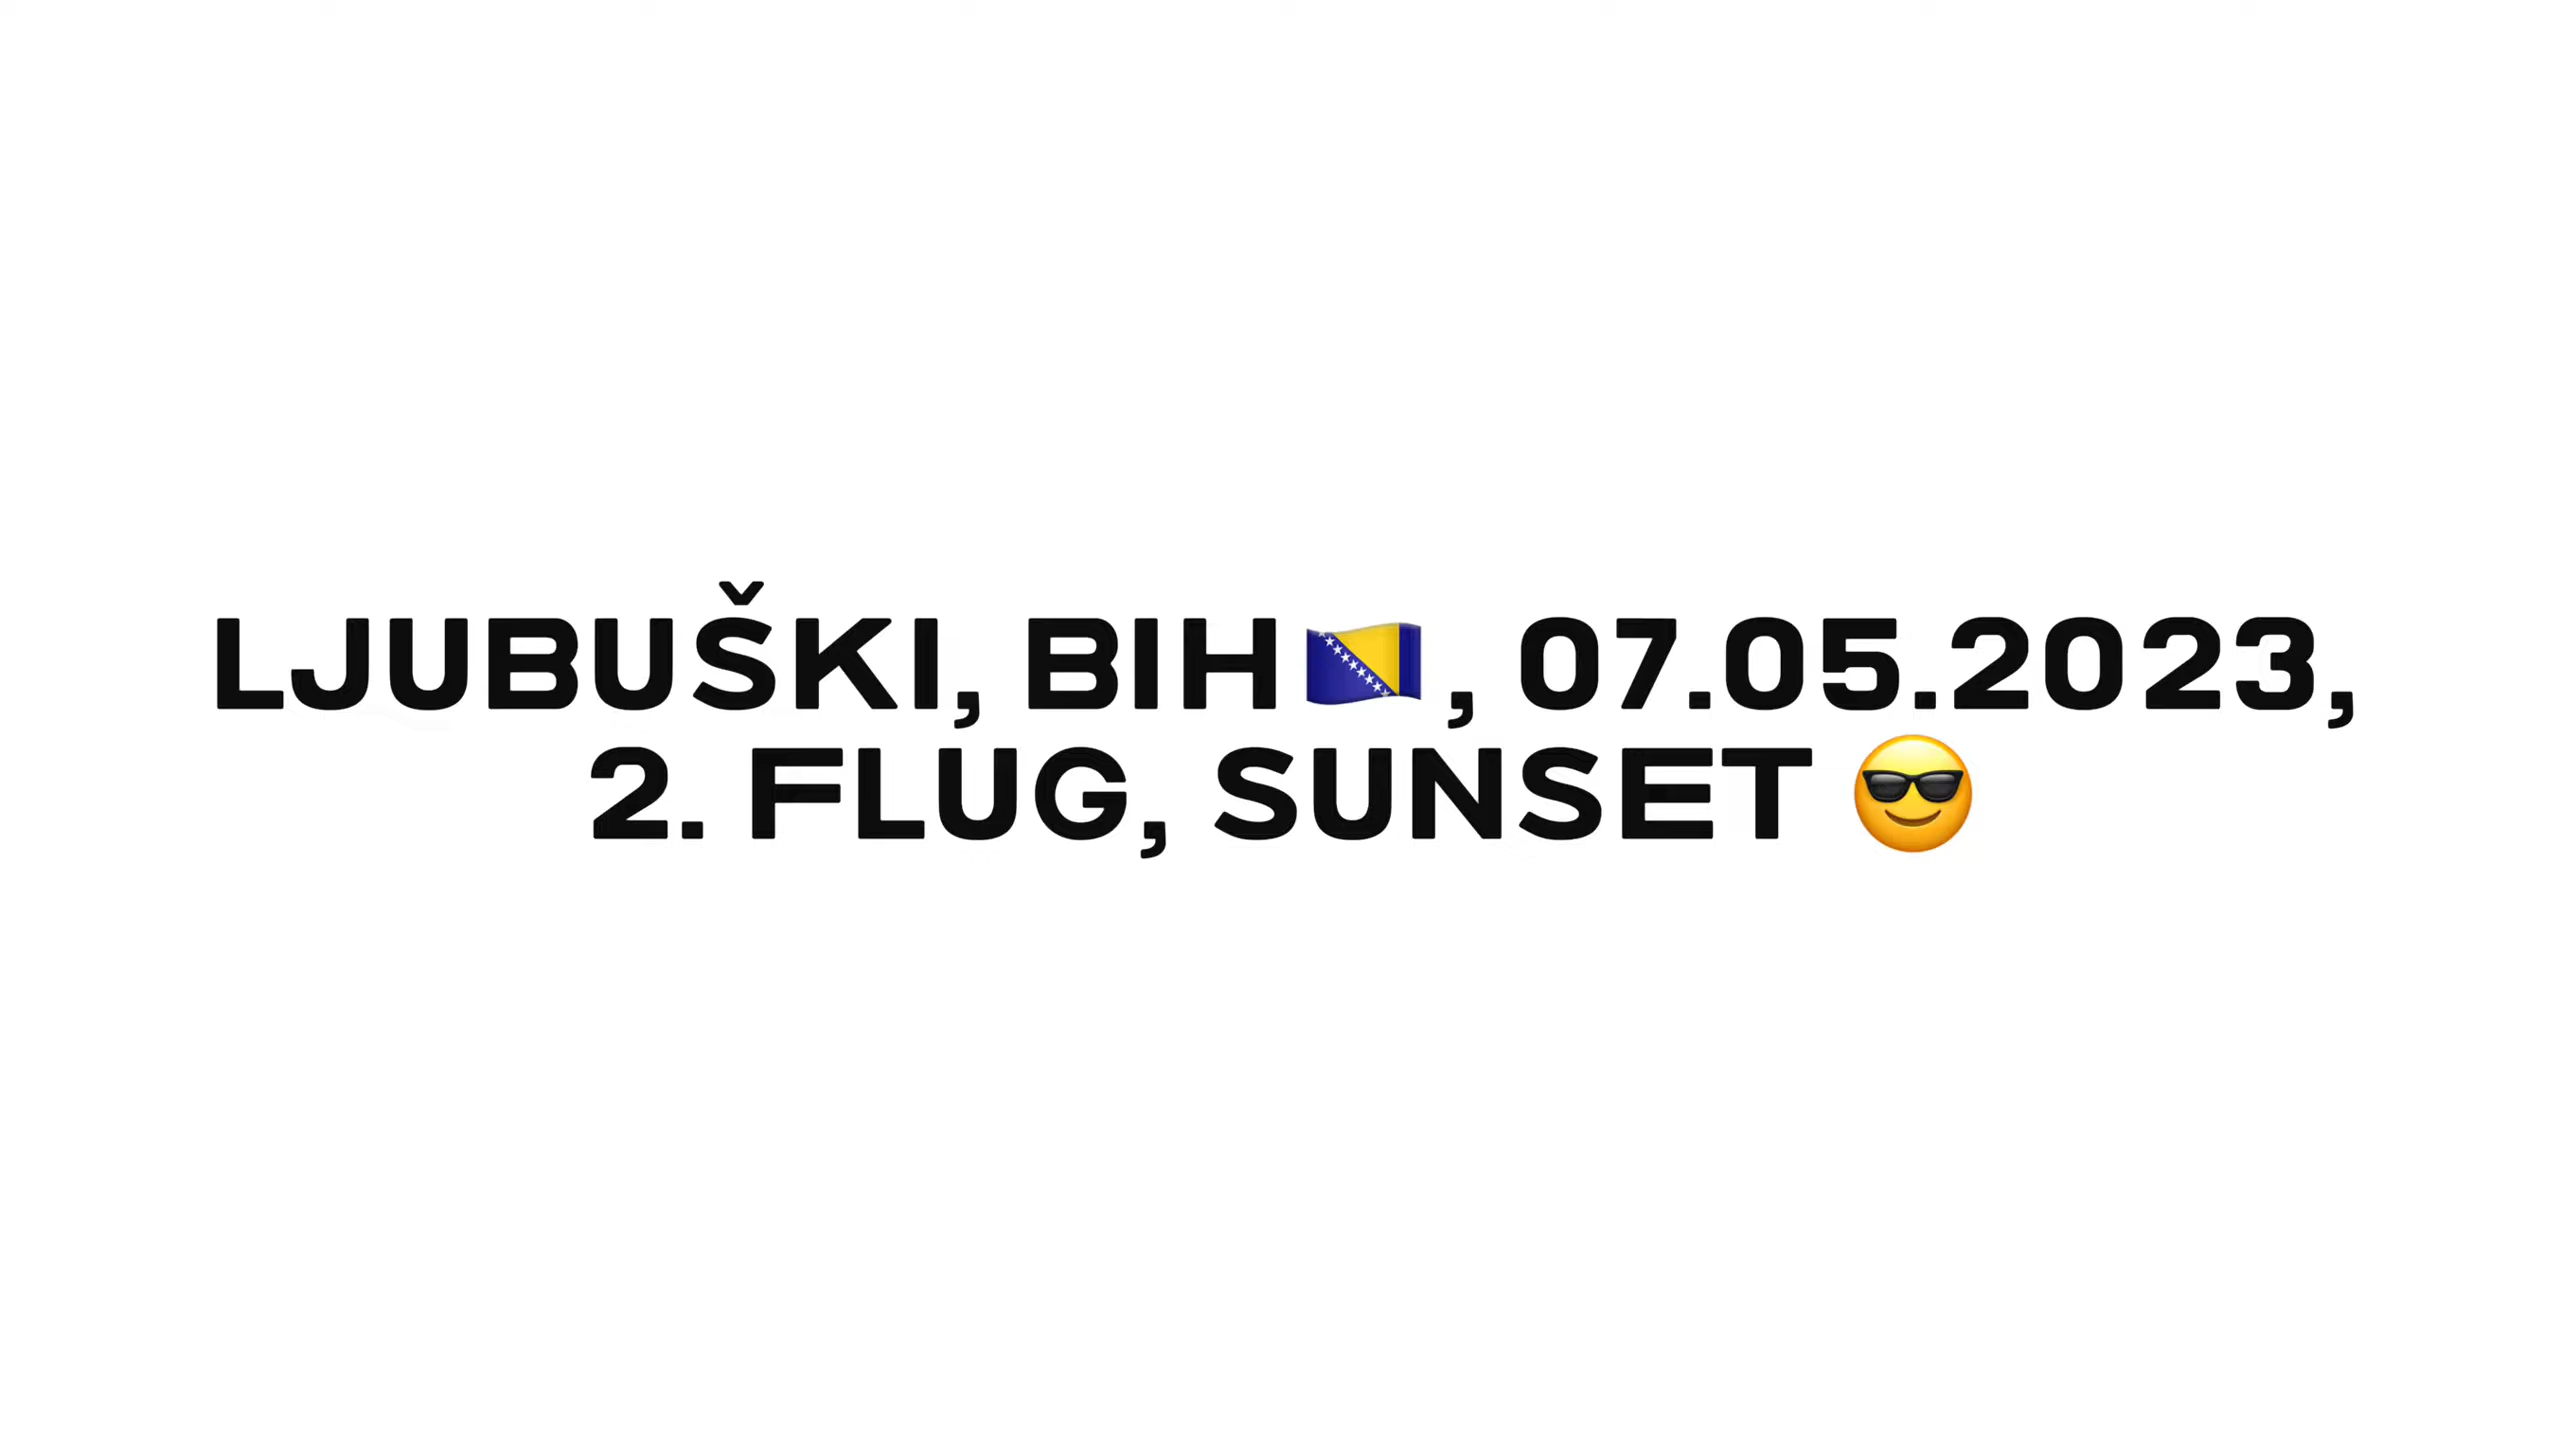 LJUBUŠKI, BIH🇧🇦, 07.05.2023,
2. FLUG, SUNSET 😎